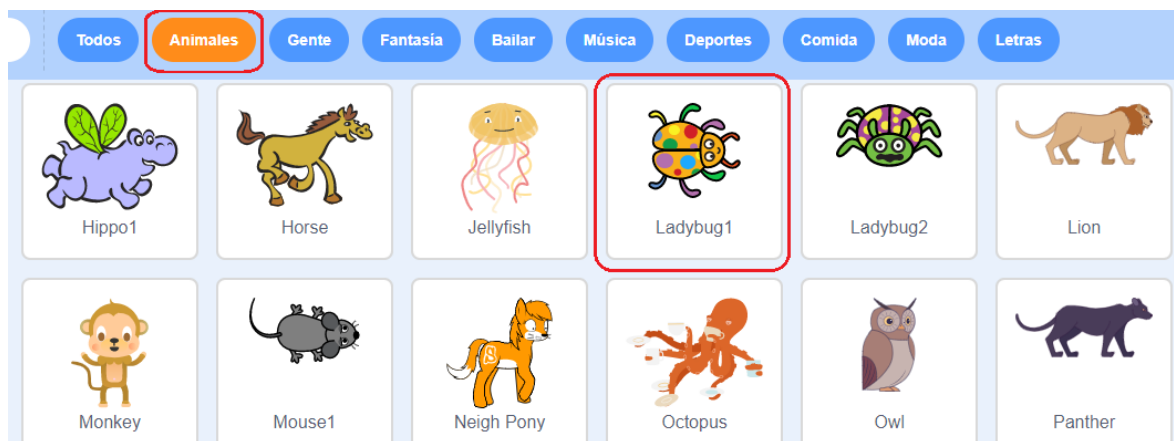 Todos Animales Gente Fantasía Bailar Música Deportes Comida Moda Letras
Hippo1 Horse Jellyfish Ladybug1 Ladybug2 Lion
Monkey Mouse1 Neigh Pony Octopus Owl Panther